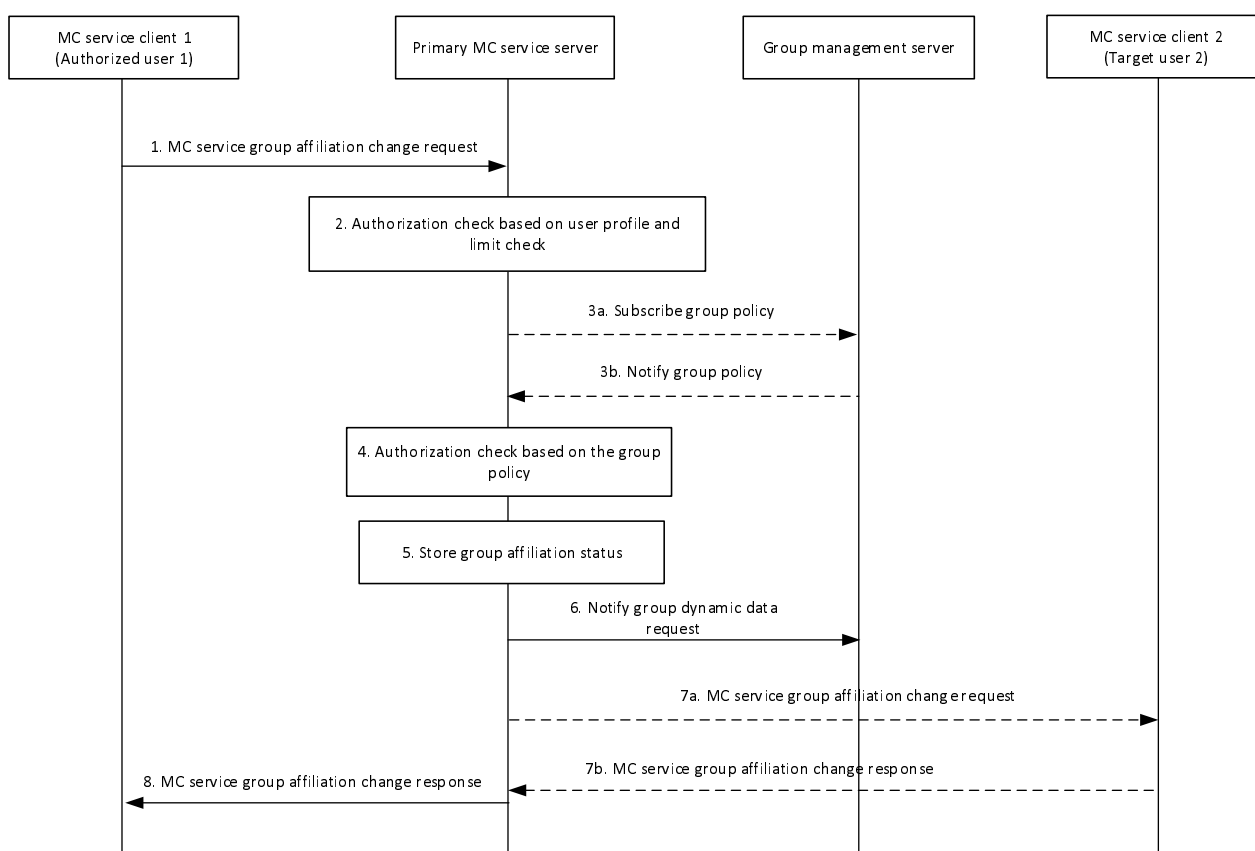 MC service client 1
(Authorized user 1)
Primary MC service server
Group management server
MC service client 2
(Target user 2)
1. MC service group affiliation change request
2. Authorization check based on user profile and
limit check
3a. Subscribe group policy
3b. Notify group policy
4. Authorization check based on the group
policy
5. Store group affiliation status
6. Notify group dynamic data
request
7a. MC service group affiliation change request
7b. MC service group affiliation change response
8. MC service group affiliation change response